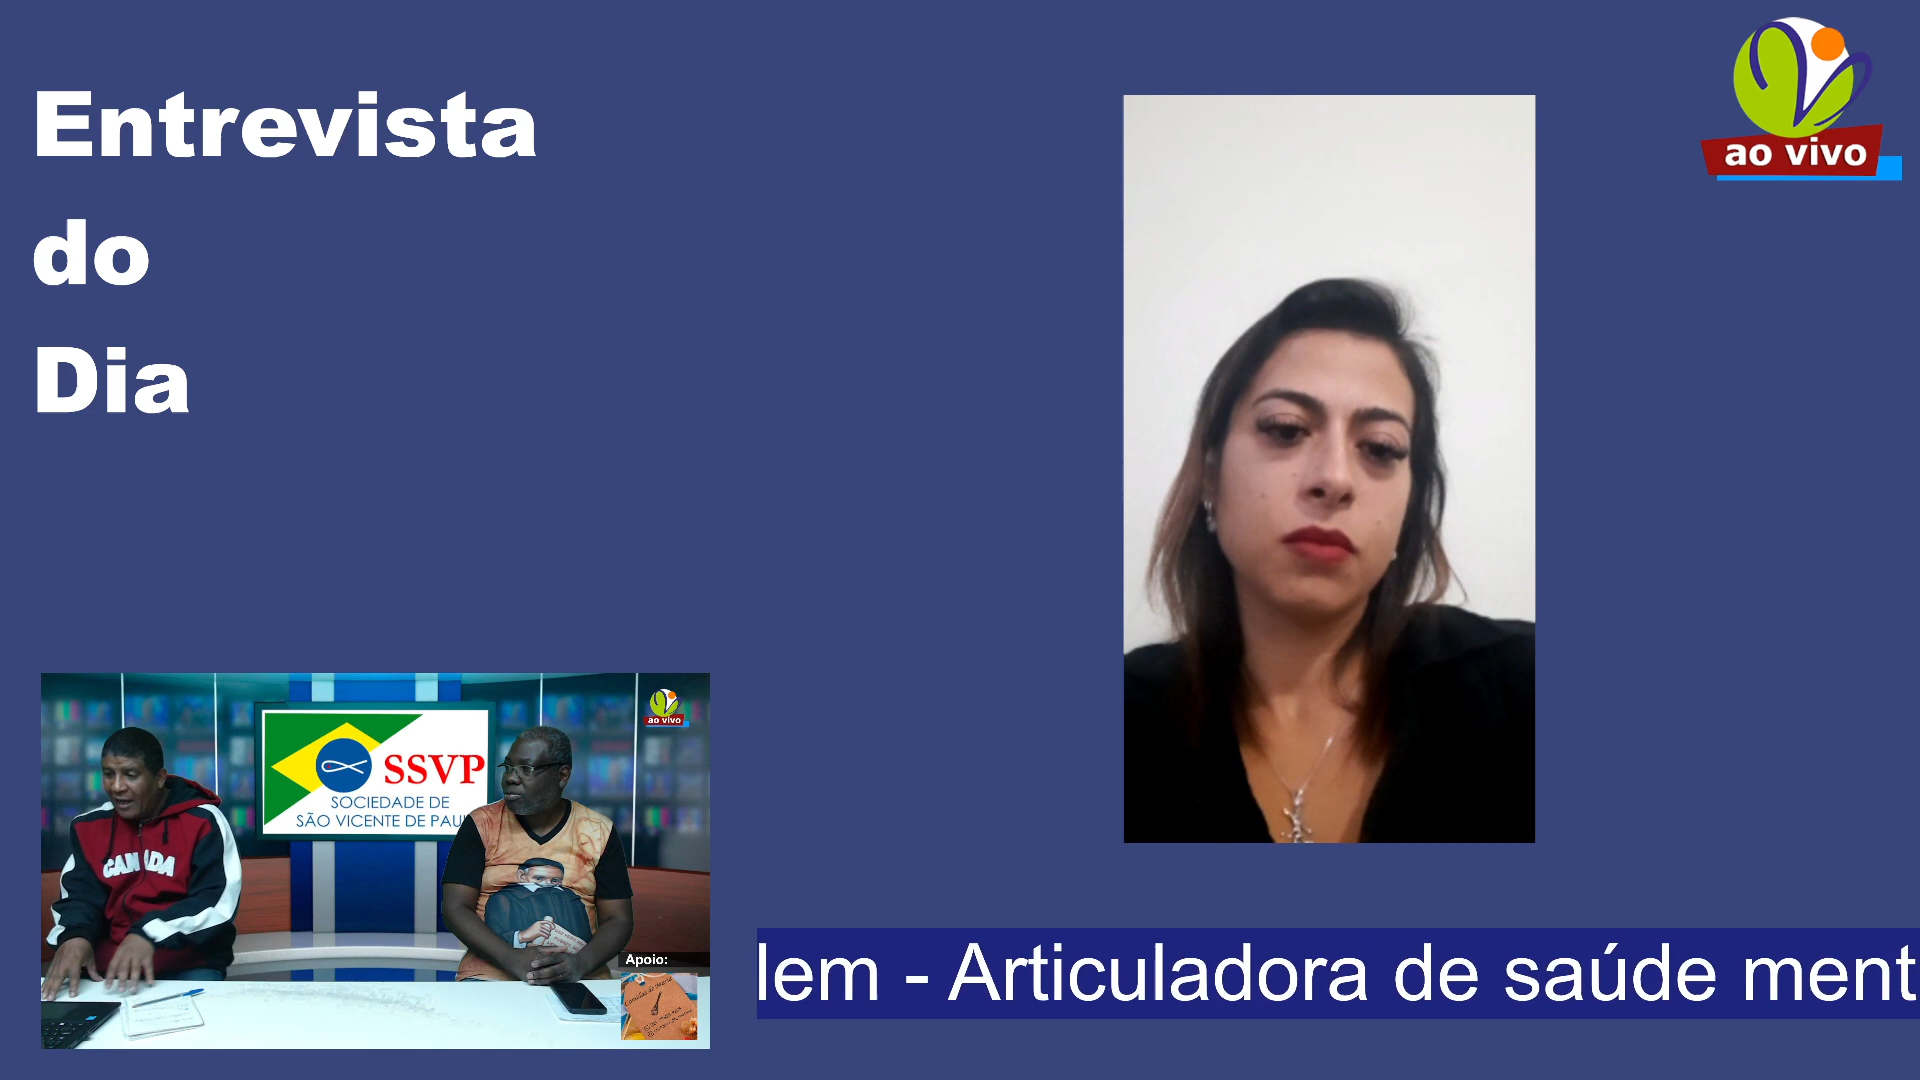 Entrevista
do
Dia
ao vivo
ao vivo
SSVP
SOCIEDADE DE
SÃO VICENTE DE PAUL
CANADA
Apoio:
lem - Articuladora de saúde ment